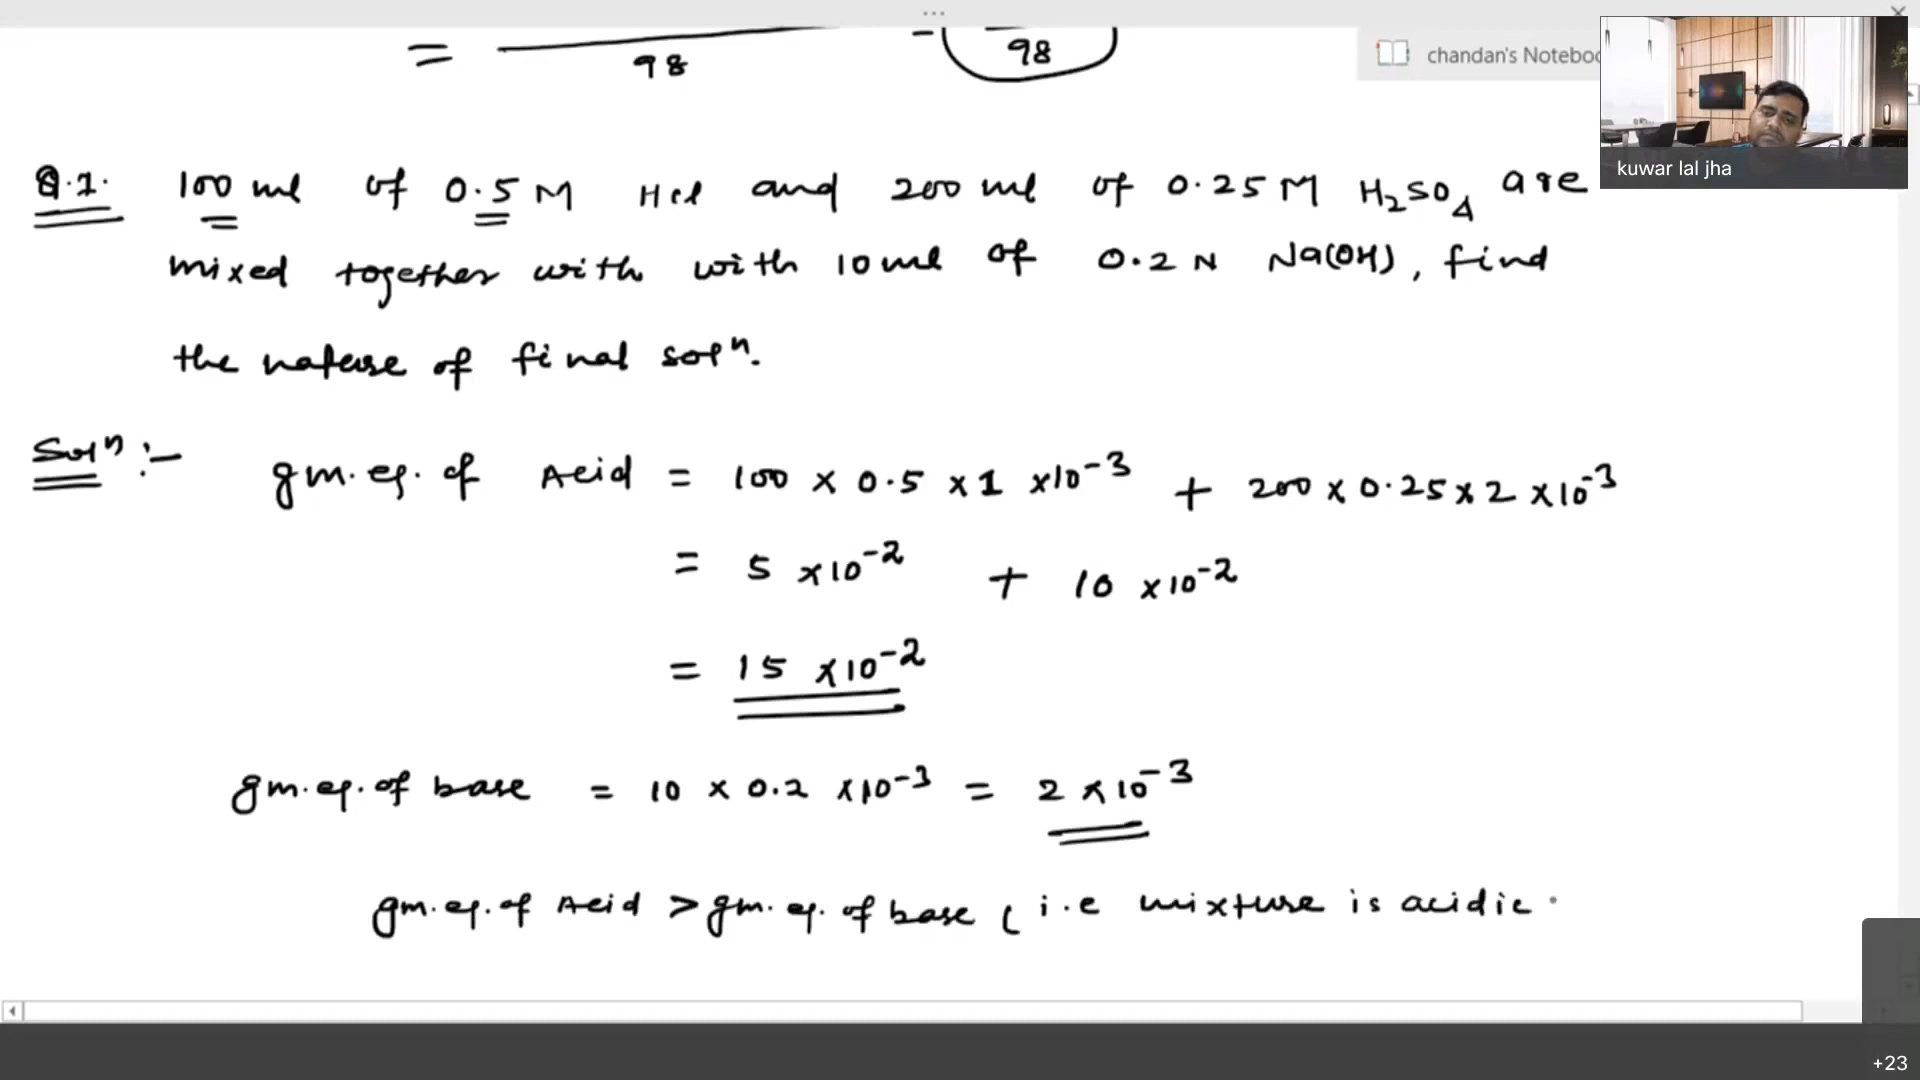 = 98 - 98
chandan's Noteboo
kuwar lal jha
Q.1. 100 ml of 0.5 M HCl and 200 ml of 0.25 M H₂SO₄ are
mixed together with with 10 ml of 0.2 N Na(OH), find
the nature of final solⁿ.
Solⁿ :- gm.eq. of Acid = 100 × 0.5 × 1 × 10⁻³ + 200 × 0.25 × 2 × 10⁻³
= 5 × 10⁻² + 10 × 10⁻²
= 15 × 10⁻²
gm.eq. of base = 10 × 0.2 × 10⁻³ = 2 × 10⁻³
gm.eq. of Acid > gm.eq. of base ( i.e mixture is acidic
+23